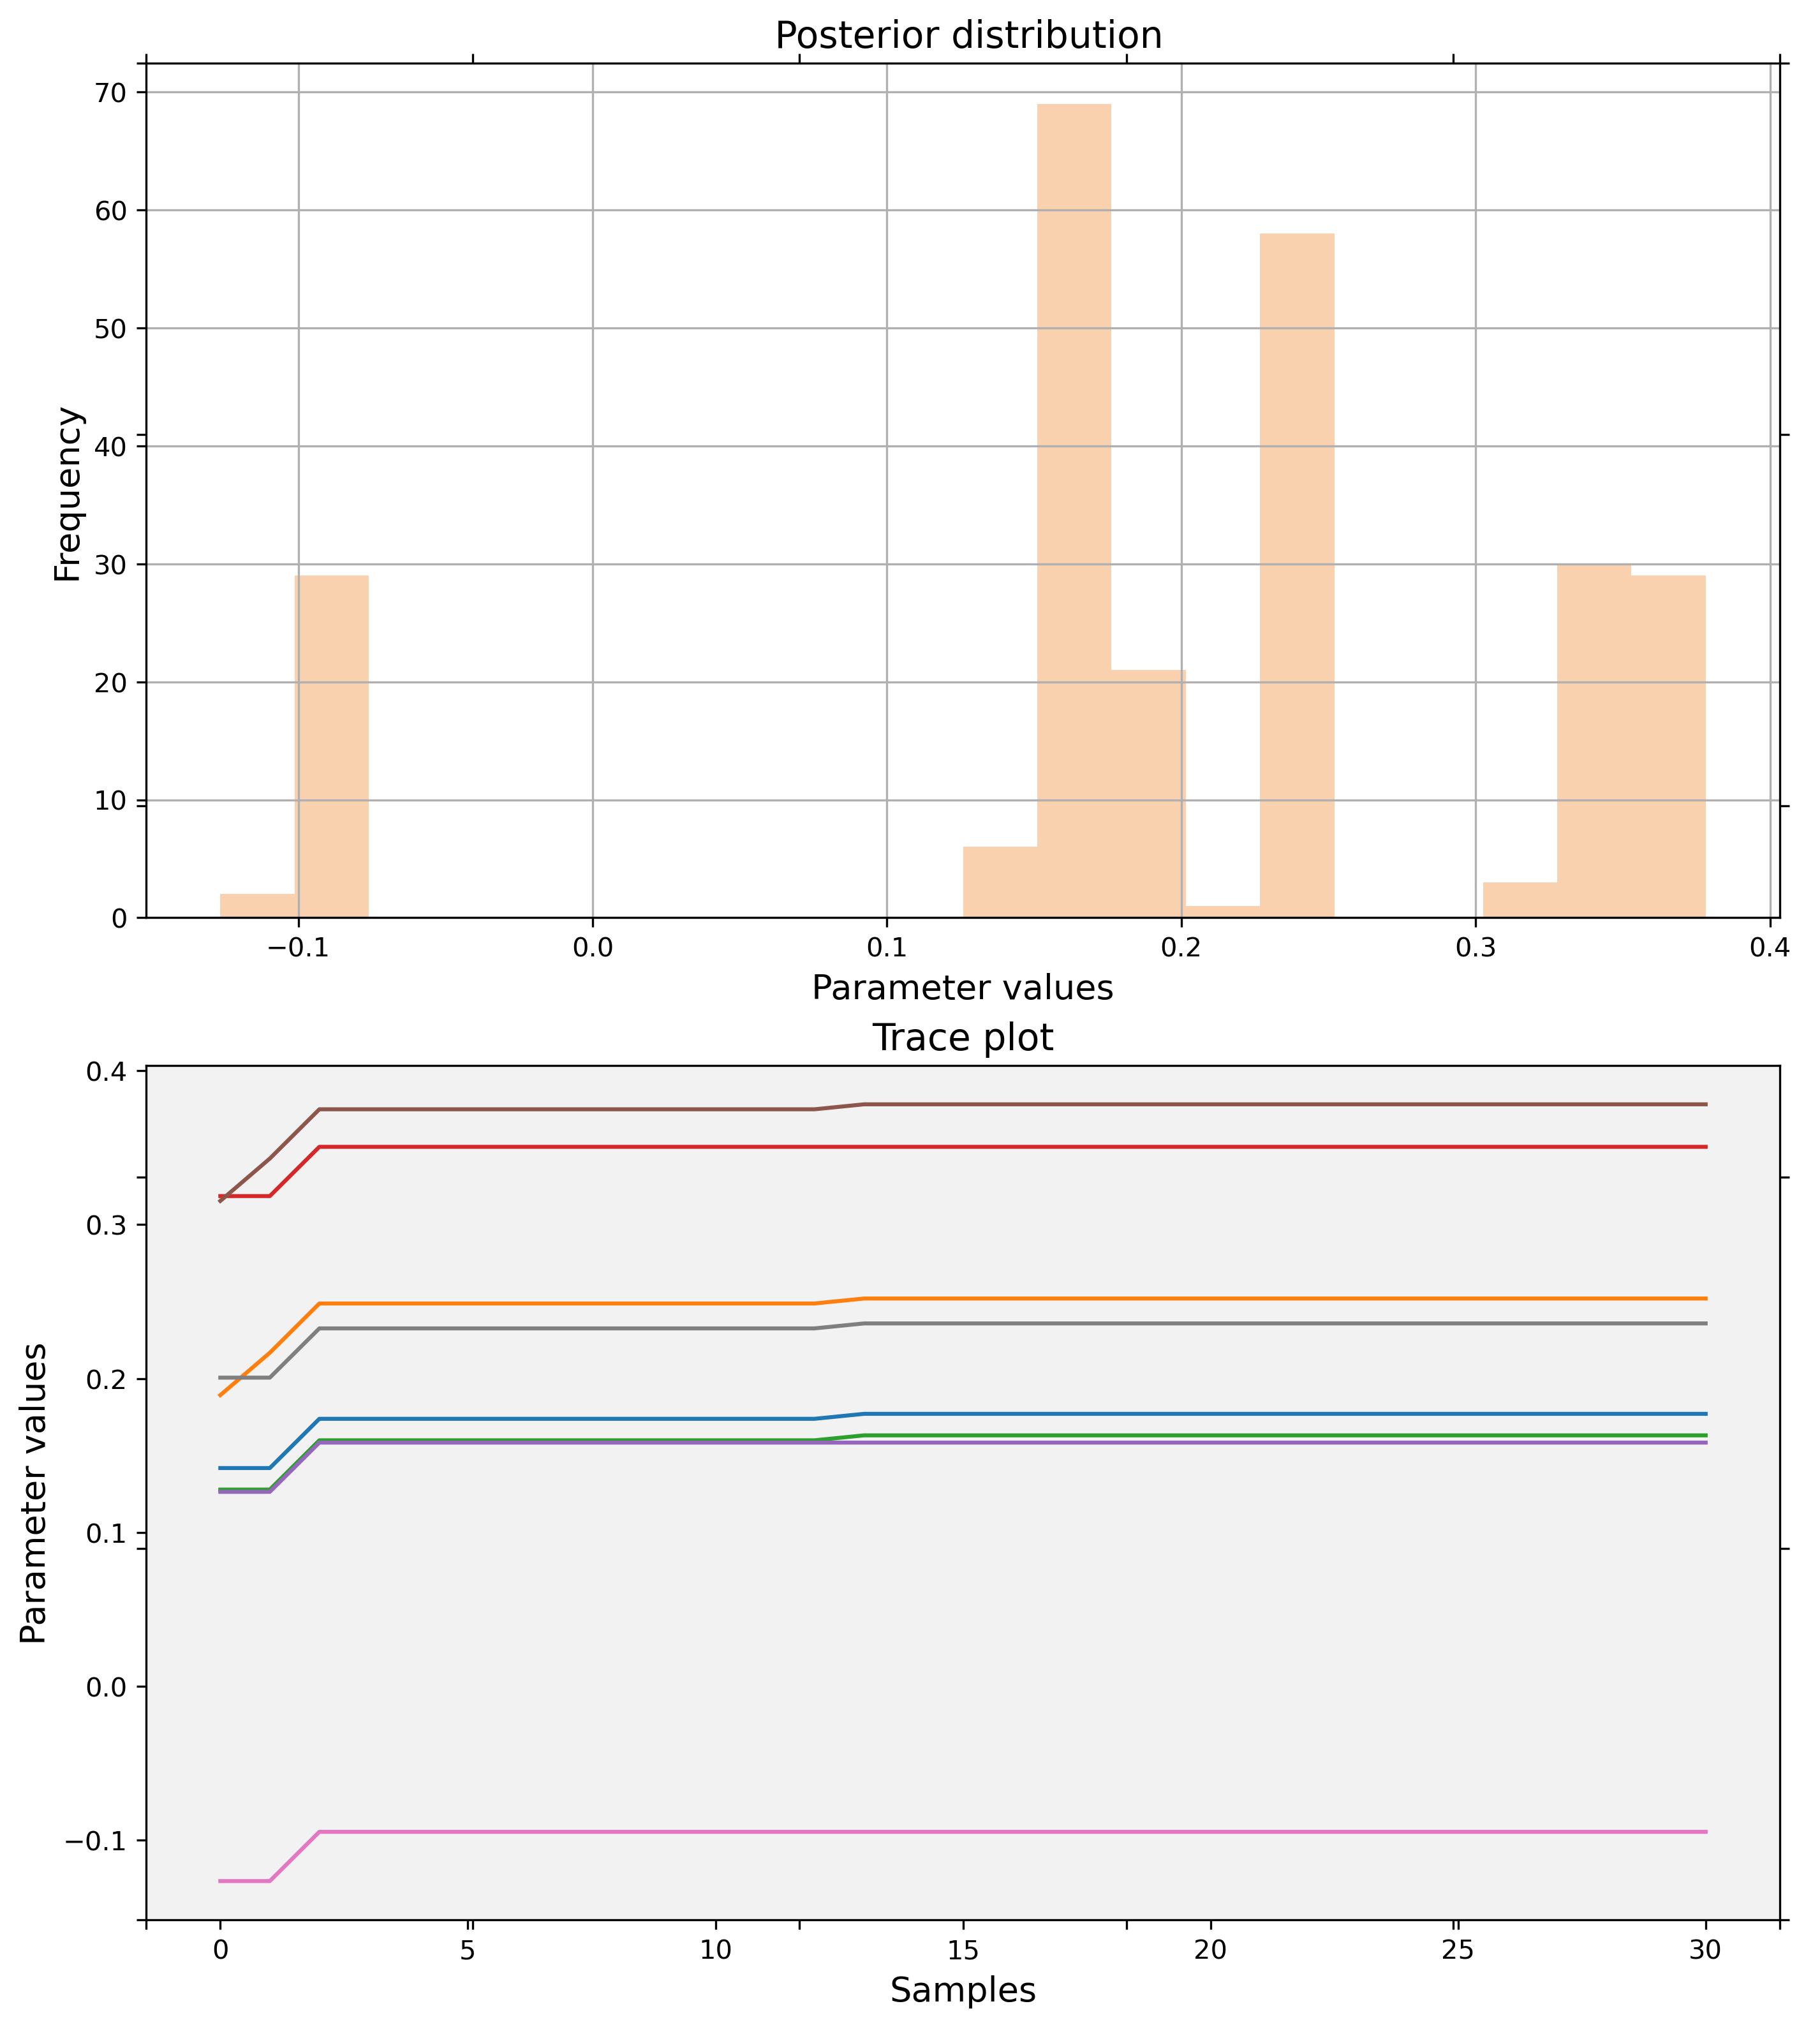 Posterior distribution
70
60
50
40
30
20
10
0
Frequency
−0.1 0.0 0.1 0.2 0.3 0.4
Parameter values
Trace plot
0.4
0.3
0.2
0.1
0.0
−0.1
Parameter values
0 5 10 15 20 25 30
Samples